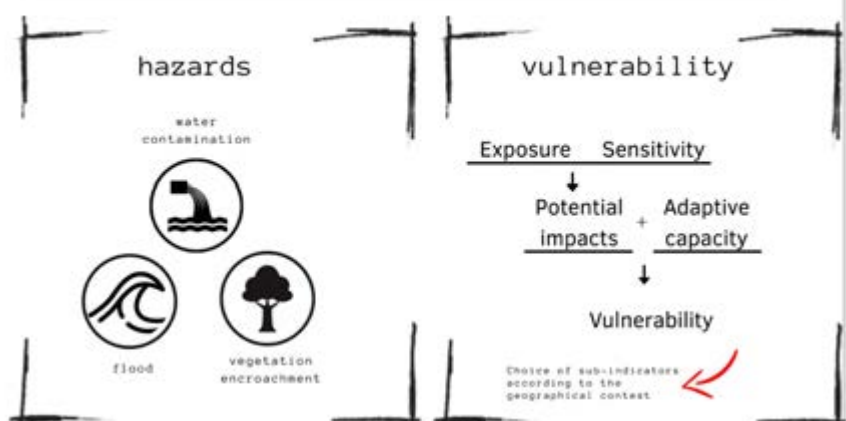 hazards
water
contamination
flood
vegetation
encroachment
vulnerability
Exposure Sensitivity
Potential Adaptive
impacts + capacity
Vulnerability
Choice of sub-indicators
according to the
geographical context